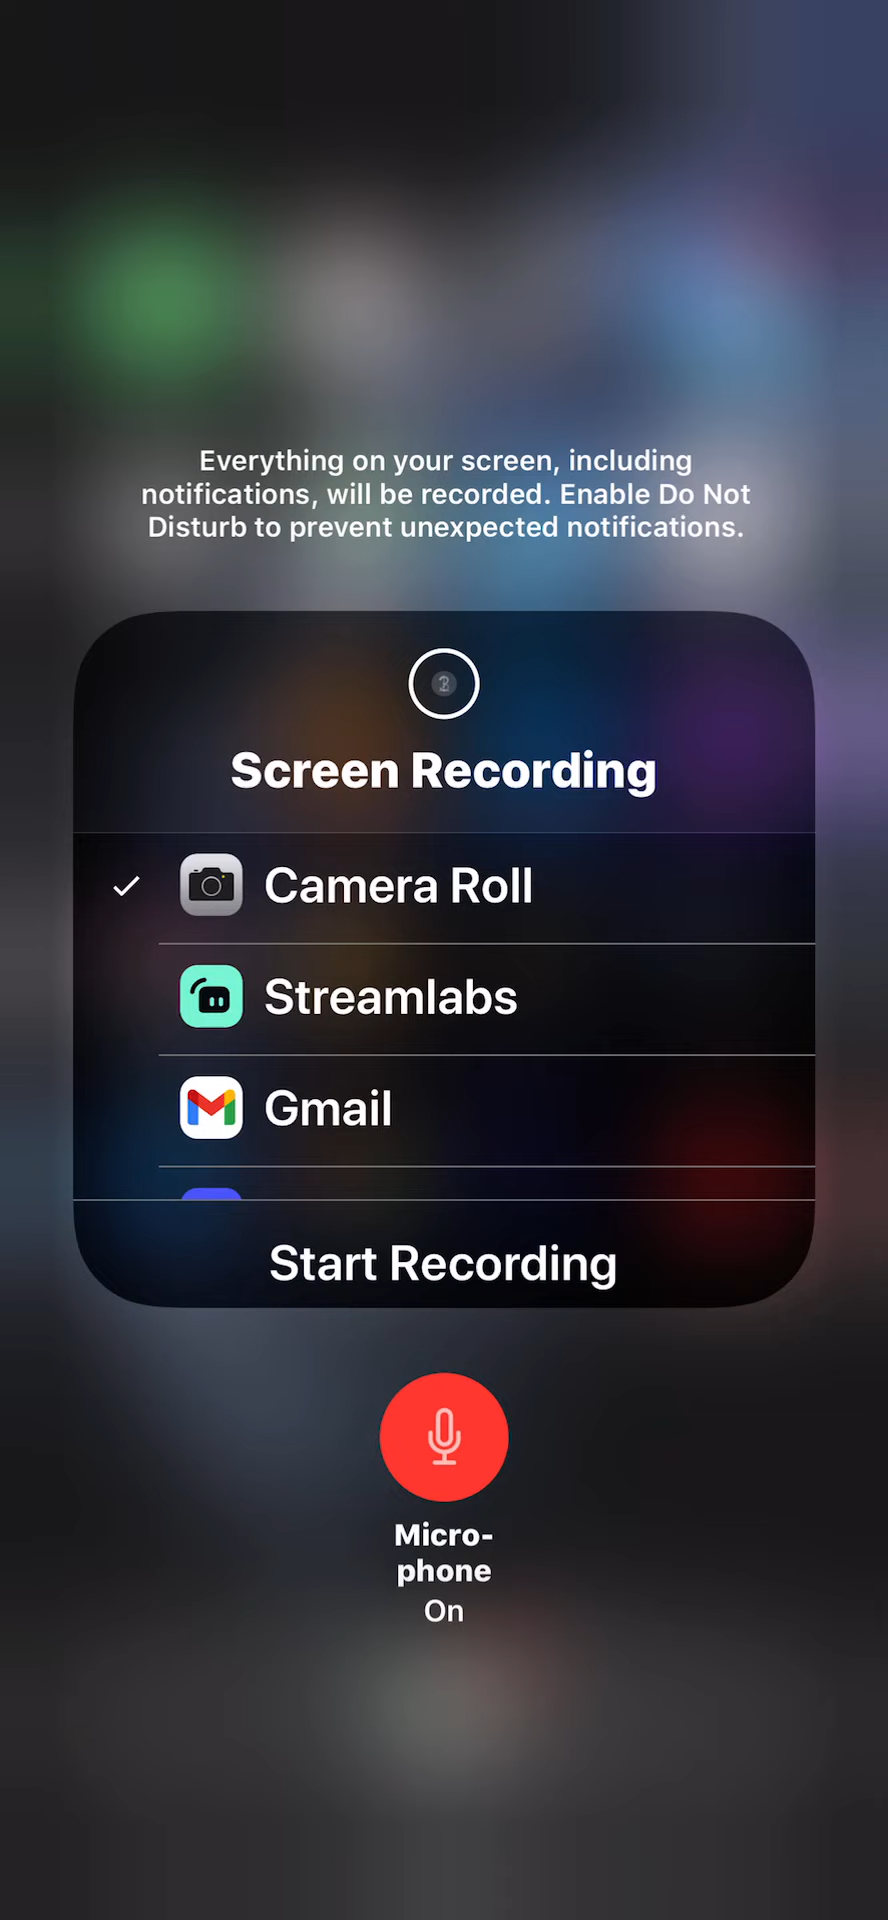 Everything on your screen, including
notifications, will be recorded. Enable Do Not
Disturb to prevent unexpected notifications.
Screen Recording
Camera Roll
Streamlabs
Gmail
Start Recording
Micro-
phone
On